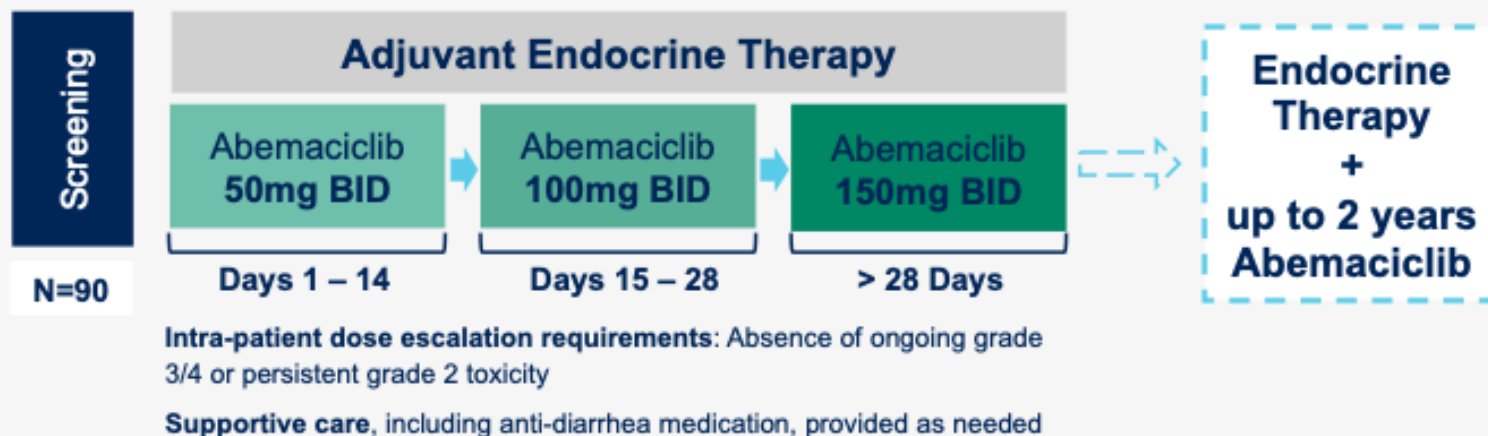 Screening
N=90
Adjuvant Endocrine Therapy
Abemaciclib
50mg BID
Abemaciclib
100mg BID
Abemaciclib
150mg BID
Days 1 – 14
Days 15 – 28
> 28 Days
Intra-patient dose escalation requirements: Absence of ongoing grade
3/4 or persistent grade 2 toxicity
Supportive care, including anti-diarrhea medication, provided as needed
Endocrine
Therapy
+
up to 2 years
Abemaciclib